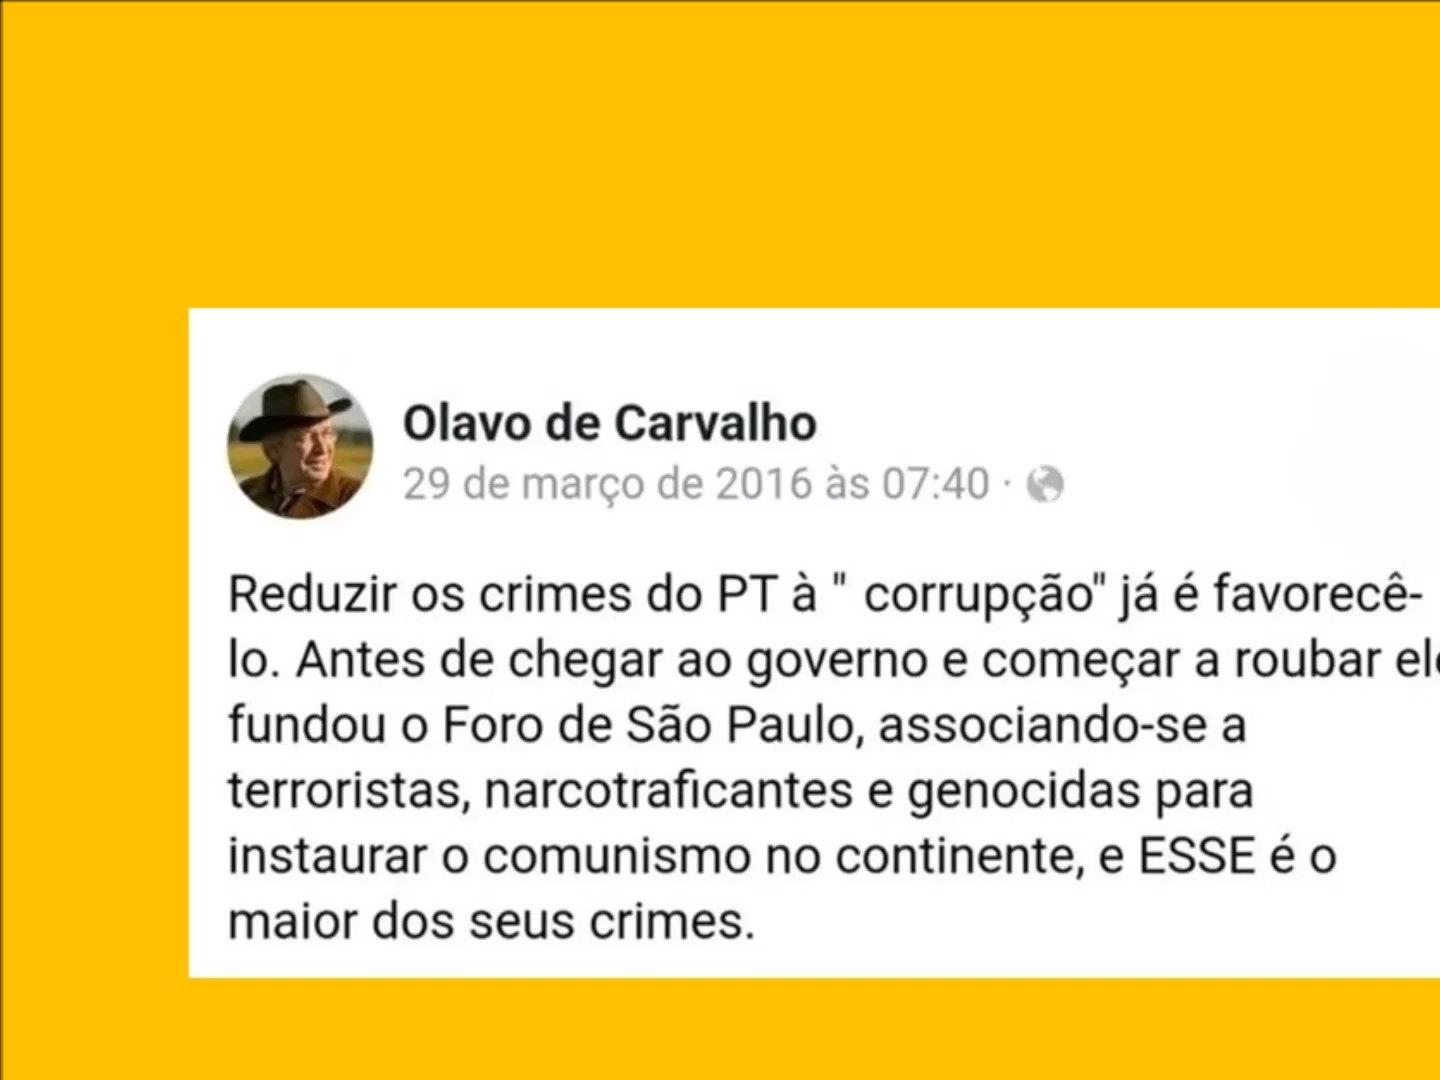 Olavo de Carvalho
29 de março de 2016 às 07:40 ·
Reduzir os crimes do PT à " corrupção" já é favorecê-
lo. Antes de chegar ao governo e começar a roubar
fundou o Foro de São Paulo, associando-se a
terroristas, narcotraficantes e genocidas para
instaurar o comunismo no continente, e ESSE é o
maior dos seus crimes.